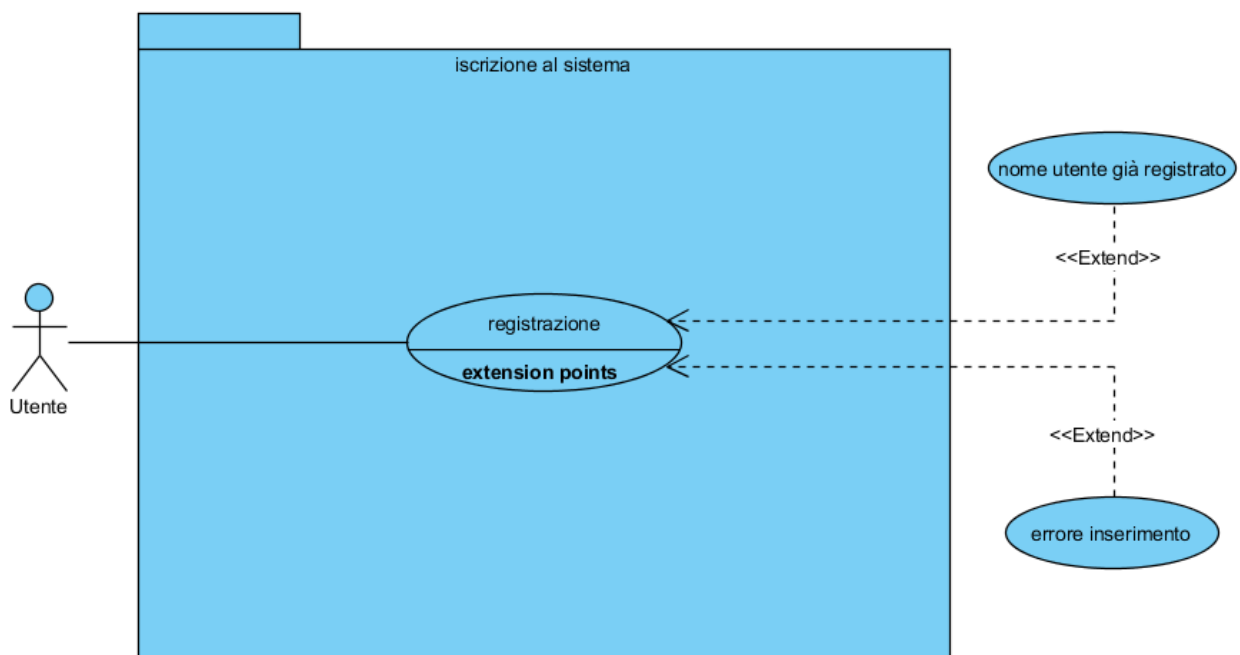 iscrizione al sistema
nome utente già registrato
<<Extend>>
registrazione
extension points
Utente
<<Extend>>
errore inserimento